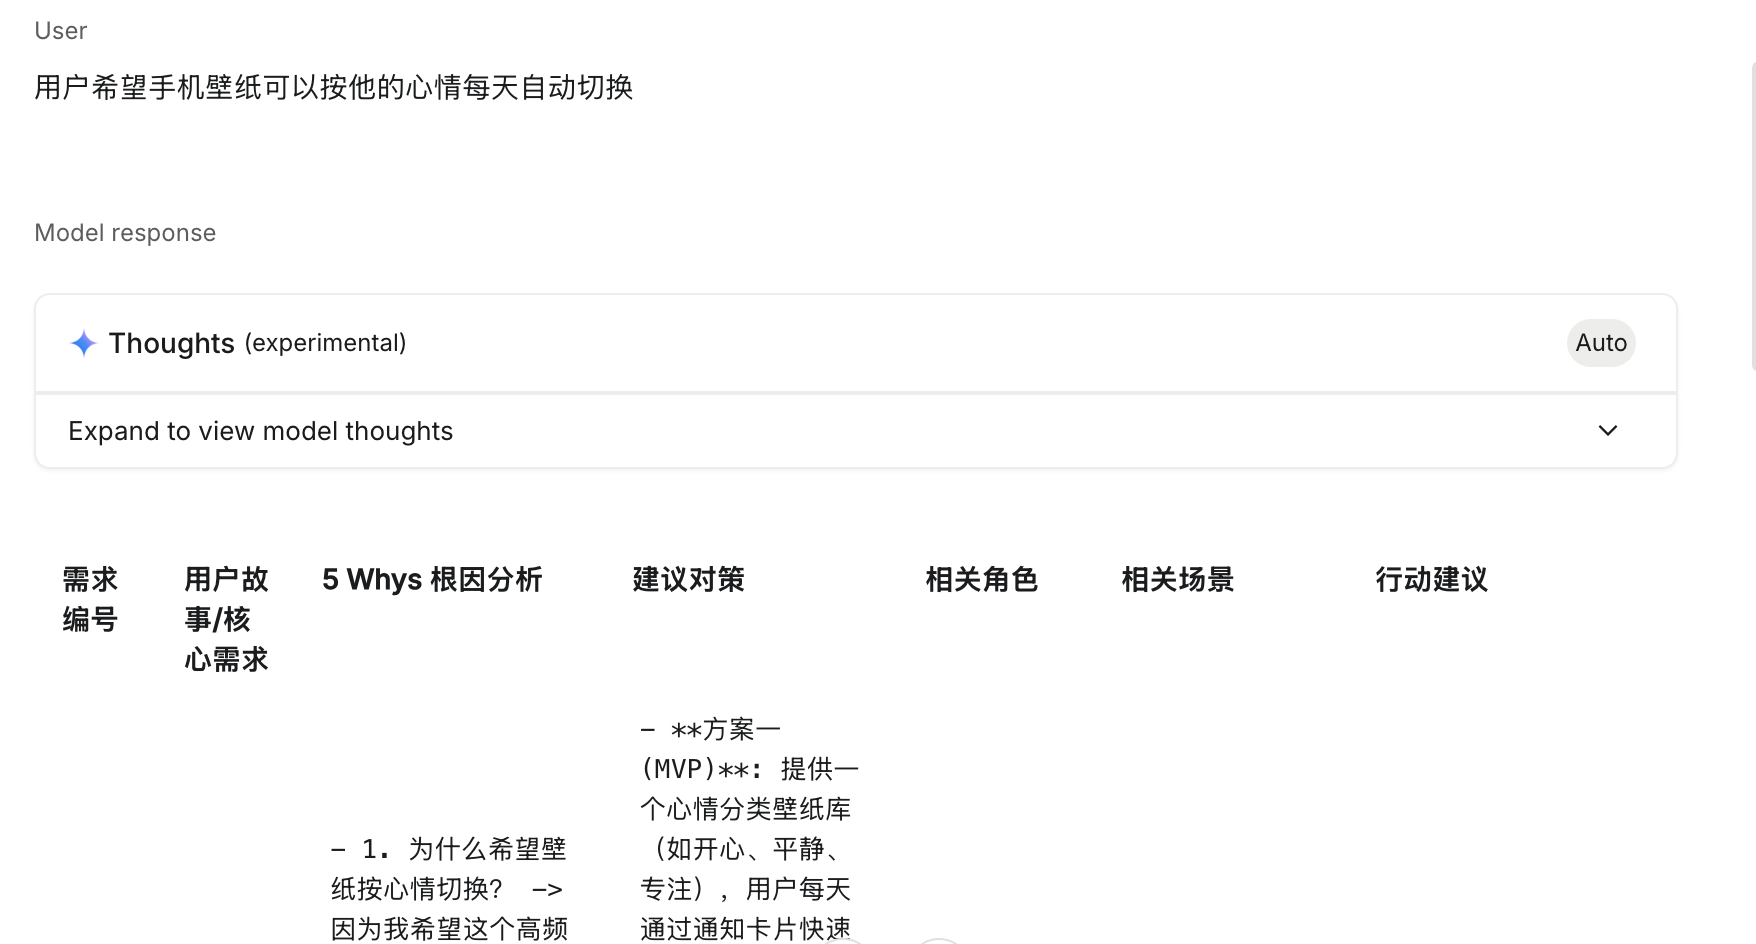 User
用户希望手机壁纸可以按他的心情每天自动切换
Model response
Thoughts (experimental)
Auto
Expand to view model thoughts
需求
编号
用户故
事/核
心需求
5 Whys 根因分析
建议对策
相关角色
相关场景
行动建议
- 1. 为什么希望壁
纸按心情切换? ->
因为我希望这个高频
- **方案一
(MVP)**: 提供一
个心情分类壁纸库
（如开心、平静、
专注），用户每天
通过通知卡片快速